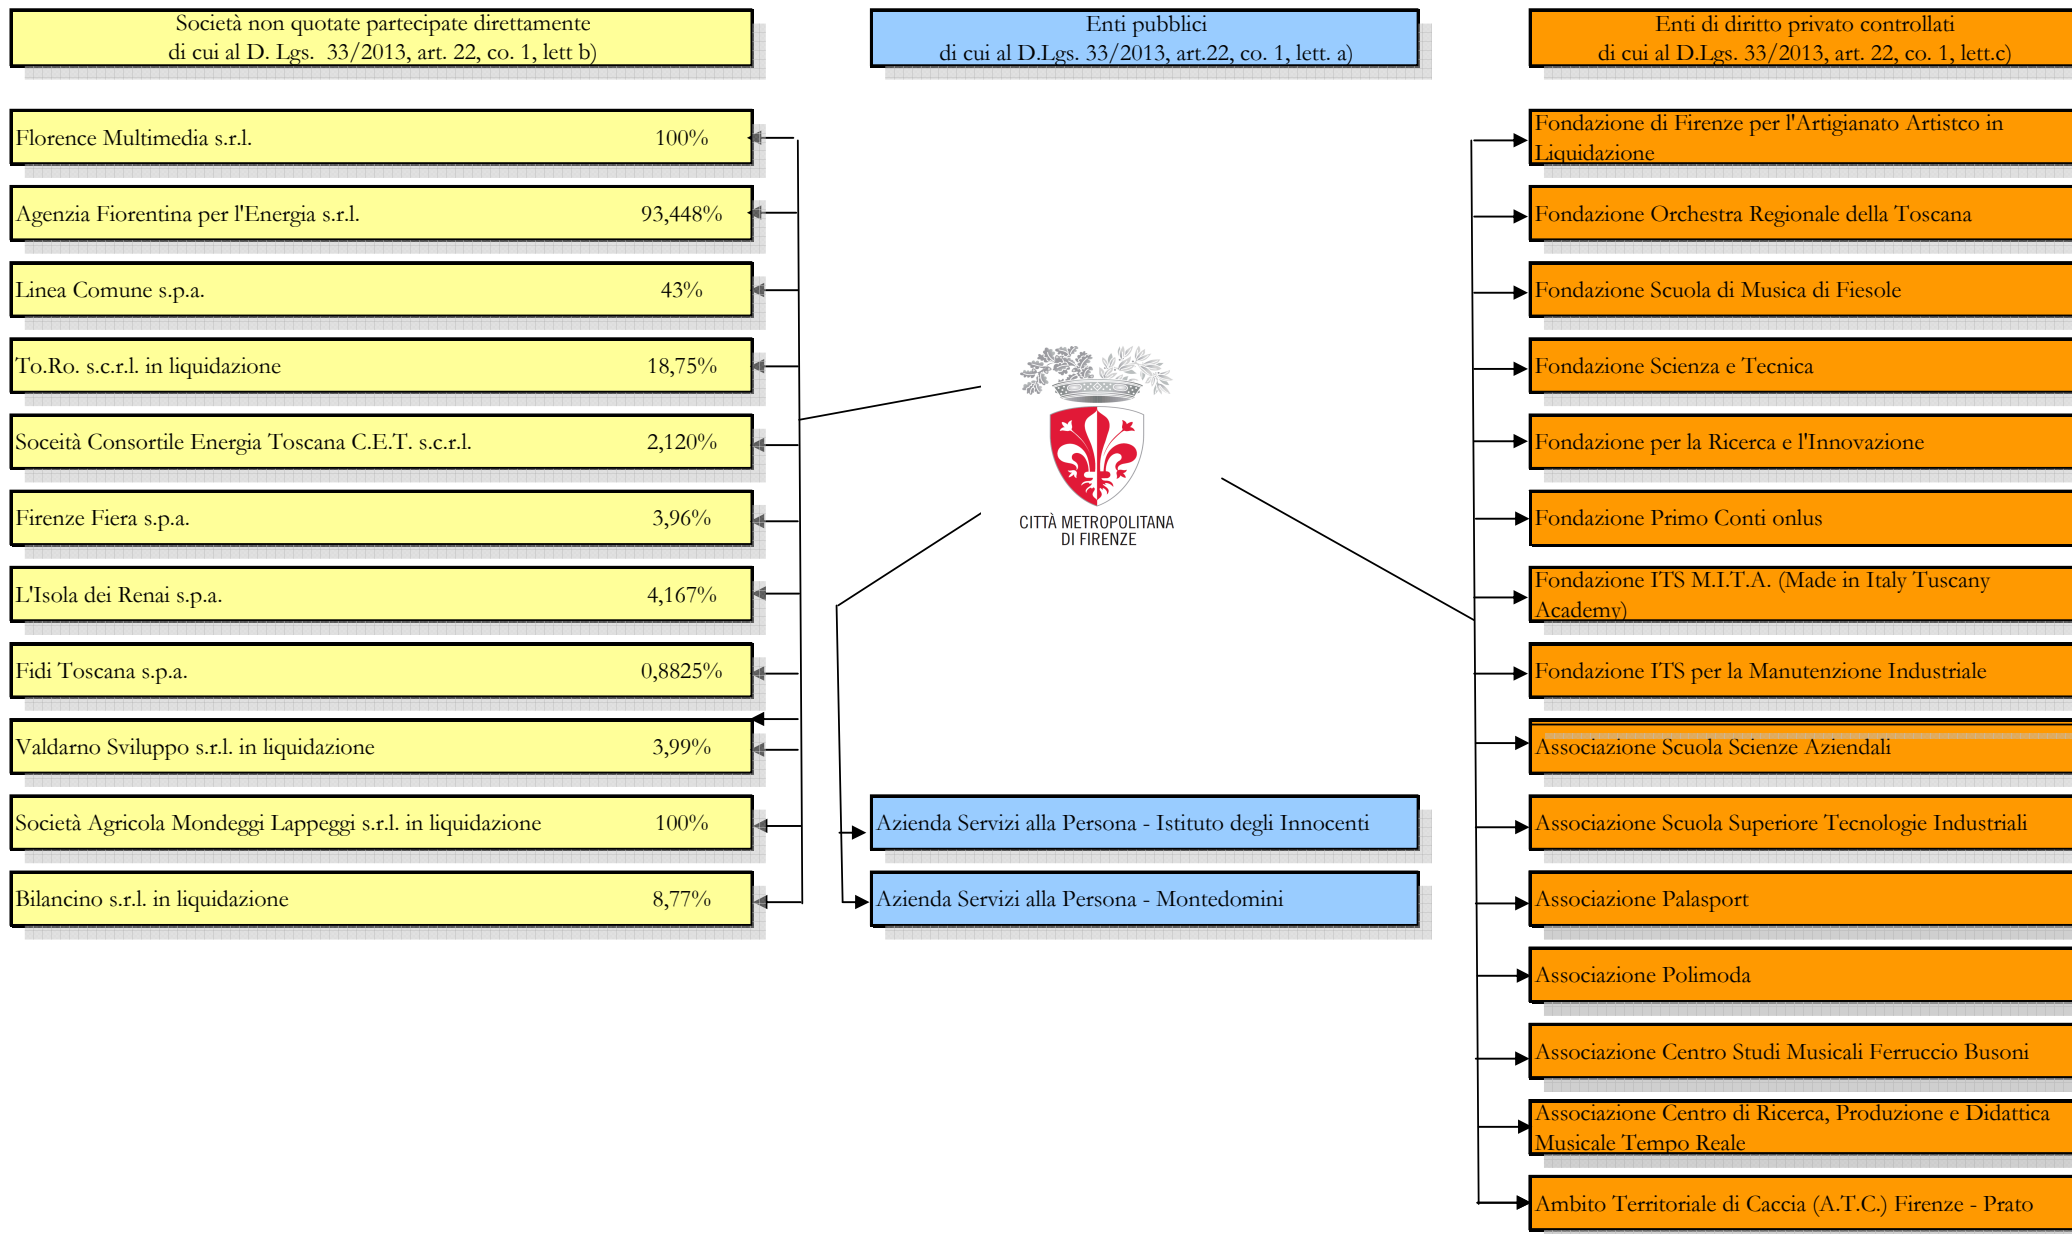 Società non quotate partecipate direttamente
di cui al D. Lgs. 33/2013, art. 22, co. 1, lett b)
Florence Multimedia s.r.l. 100%
Agenzia Fiorentina per l'Energia s.r.l. 93,448%
Linea Comune s.p.a. 43%
To.Ro. s.c.r.l. in liquidazione 18,75%
Soceità Consortile Energia Toscana C.E.T. s.c.r.l. 2,120%
Firenze Fiera s.p.a. 3,96%
L'Isola dei Renai s.p.a. 4,167%
Fidi Toscana s.p.a. 0,8825%
Valdarno Sviluppo s.r.l. in liquidazione 3,99%
Società Agricola Mondeggi Lappeggi s.r.l. in liquidazione 100%
Bilancino s.r.l. in liquidazione 8,77%
Enti pubblici
di cui al D.Lgs. 33/2013, art.22, co. 1, lett. a)
CITTÀ METROPOLITANA
DI FIRENZE
Azienda Servizi alla Persona - Istituto degli Innocenti
Azienda Servizi alla Persona - Montedomini
Enti di diritto privato controllati
di cui al D.Lgs. 33/2013, art. 22, co. 1, lett.c)
Fondazione di Firenze per l'Artigianato Artistco in
Liquidazione
Fondazione Orchestra Regionale della Toscana
Fondazione Scuola di Musica di Fiesole
Fondazione Scienza e Tecnica
Fondazione per la Ricerca e l'Innovazione
Fondazione Primo Conti onlus
Fondazione ITS M.I.T.A. (Made in Italy Tuscany
Academy)
Fondazione ITS per la Manutenzione Industriale
Associazione Scuola Scienze Aziendali
Associazione Scuola Superiore Tecnologie Industriali
Associazione Palasport
Associazione Polimoda
Associazione Centro Studi Musicali Ferruccio Busoni
Associazione Centro di Ricerca, Produzione e Didattica
Musicale Tempo Reale
Ambito Territoriale di Caccia (A.T.C.) Firenze - Prato